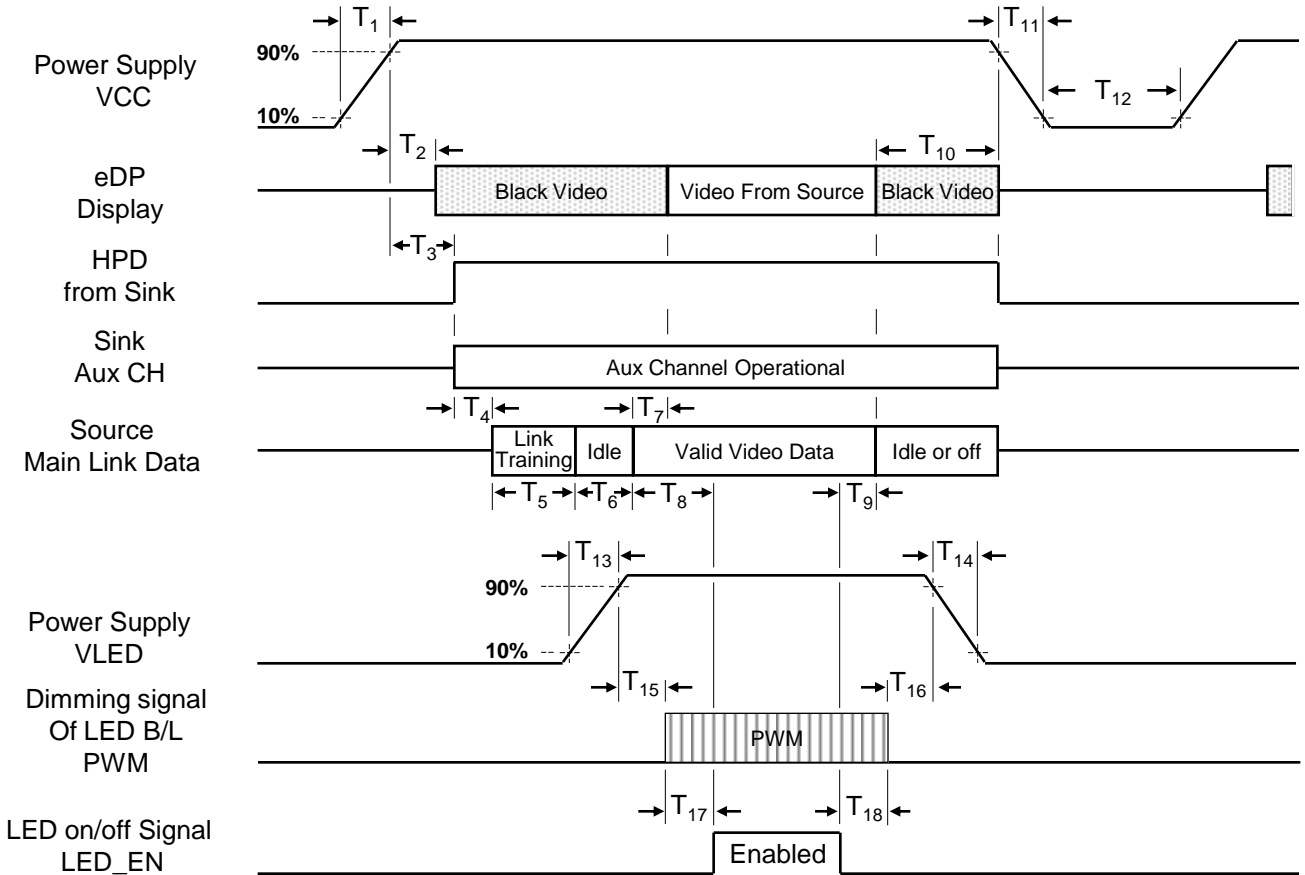 T1
T11
90%
Power Supply
VCC
T12
10%
T2
T10
eDP
Display
Black Video
Video From Source
Black Video
T3
HPD
from Sink
Sink
Aux CH
Aux Channel Operational
T4
T7
Source
Main Link Data
Link
Training
Idle
Valid Video Data
Idle or off
T5
T6
T8
T9
T13
T14
90%
Power Supply
VLED
10%
T15
T16
Dimming signal
Of LED B/L
PWM
PWM
T17
T18
LED on/off Signal
LED_EN
Enabled